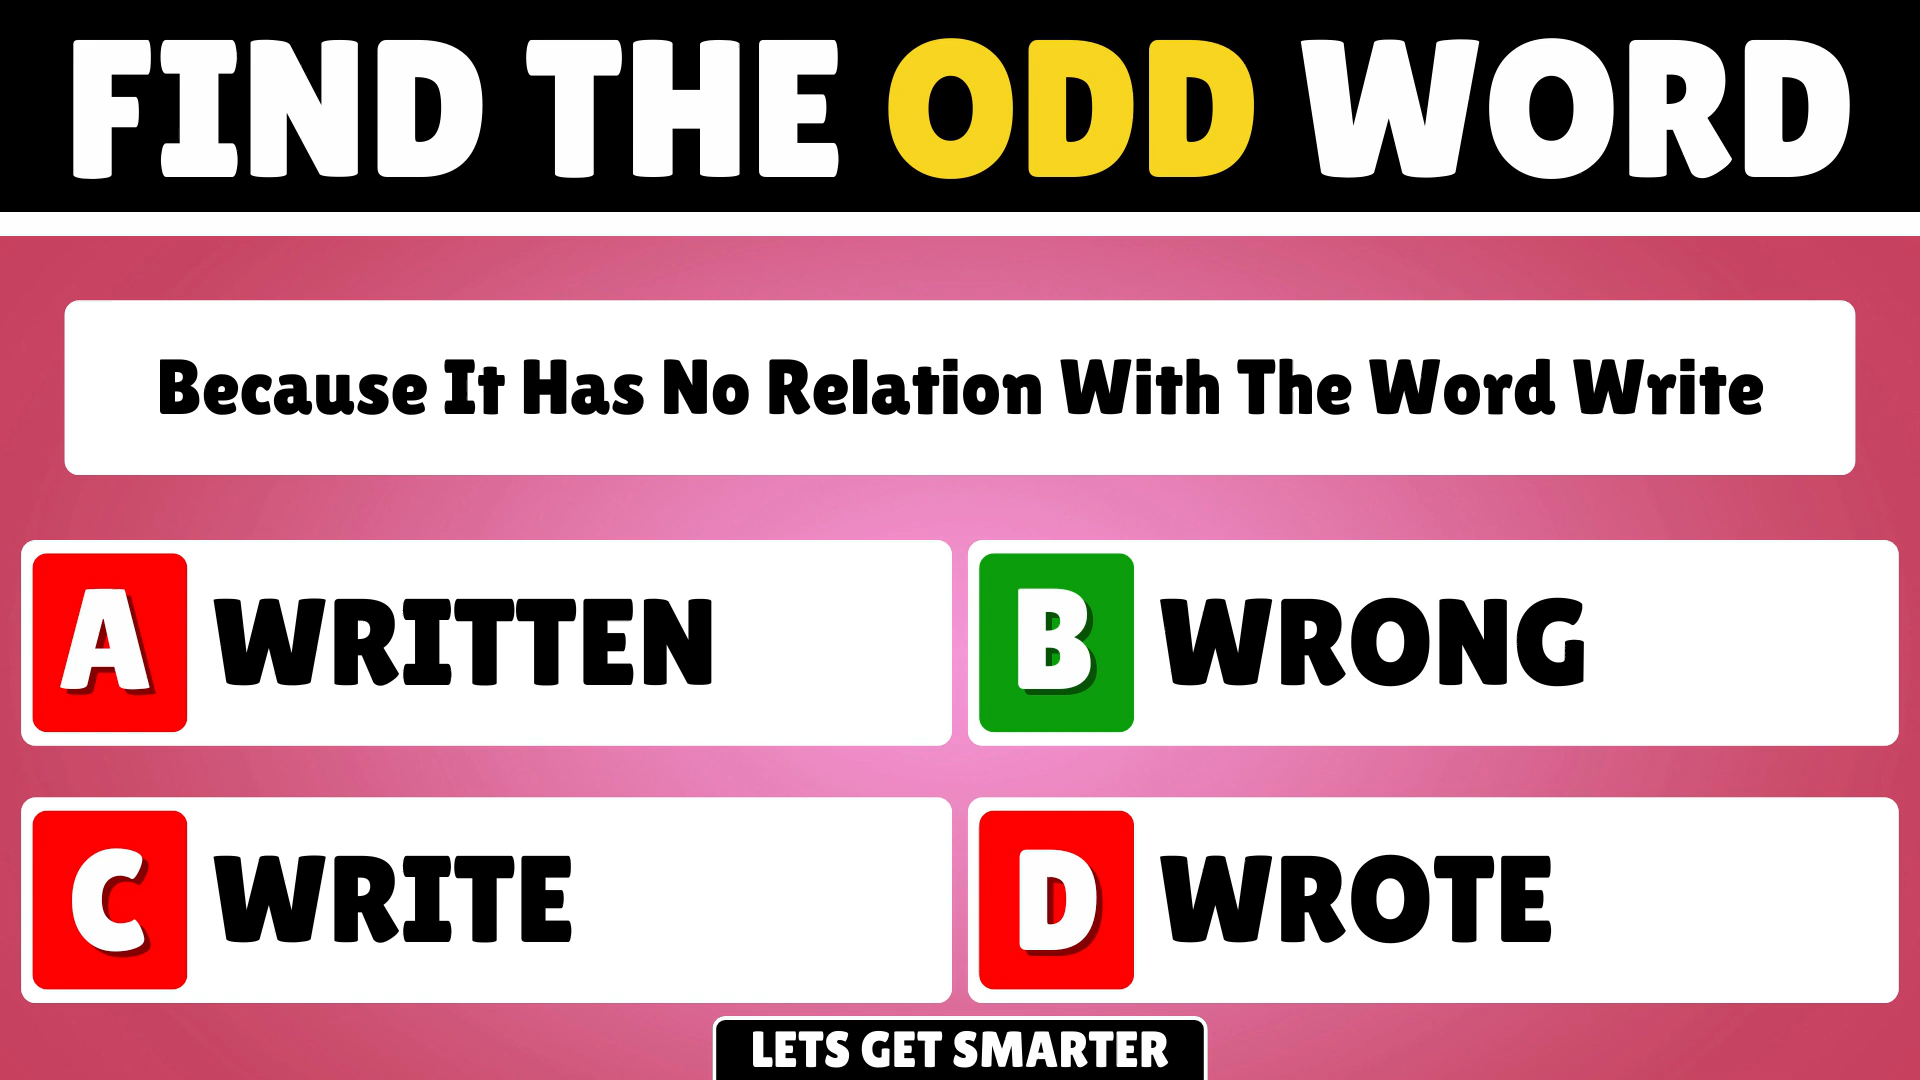 FIND THE ODD WORD
Because It Has No Relation With The Word Write
A WRITTEN
B WRONG
C WRITE
D WROTE
LETS GET SMARTER